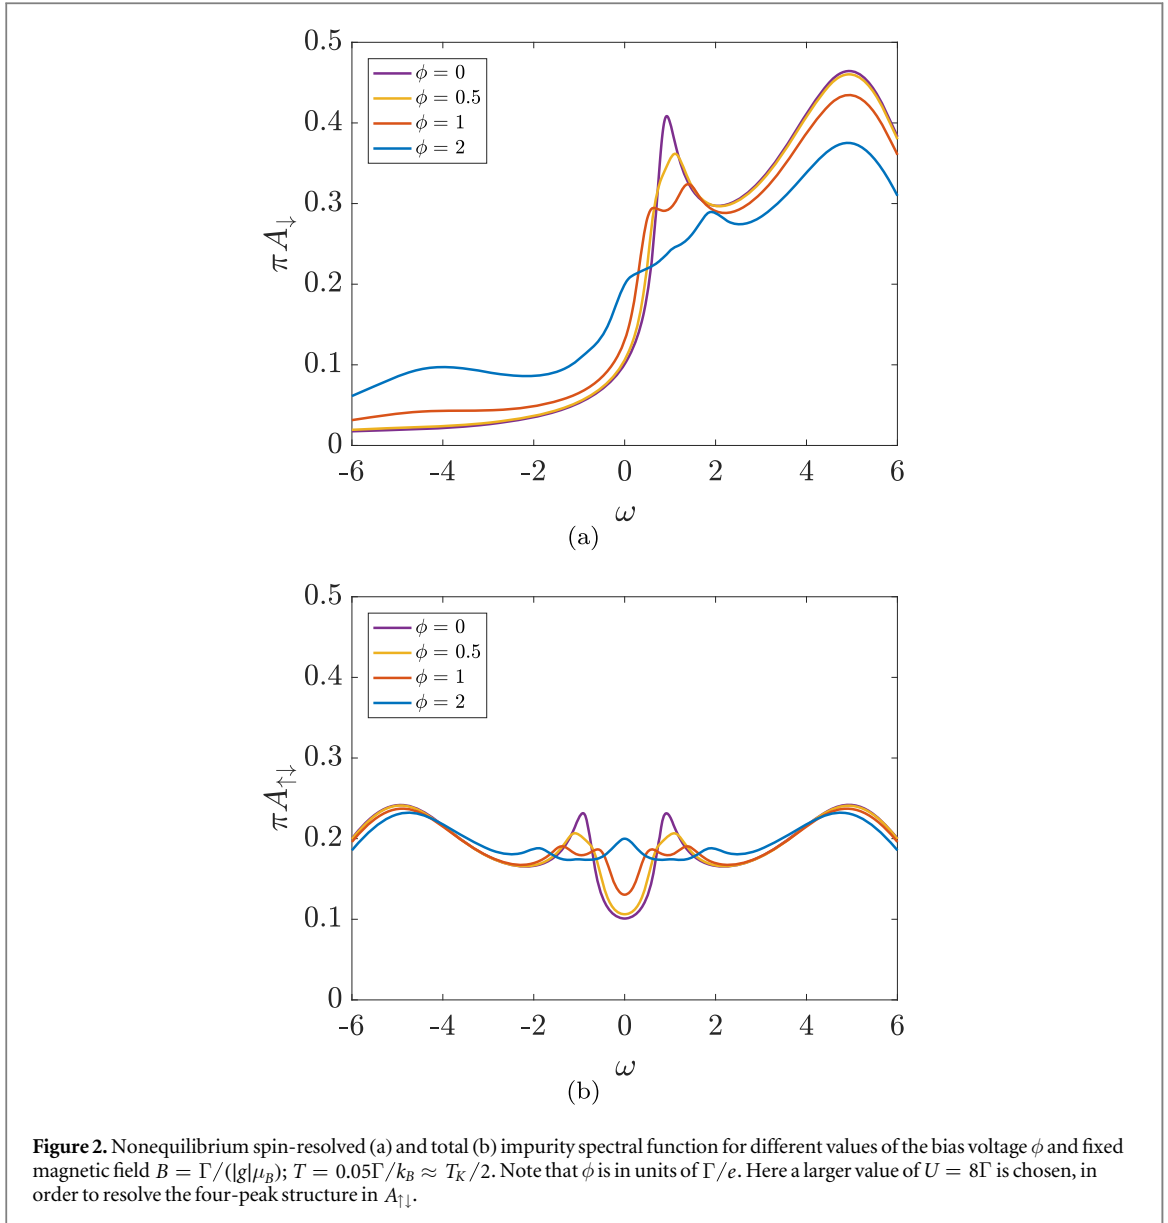 0.5
0.4
0.3
0.2
0.1
0
πA↓
ϕ = 0
ϕ = 0.5
ϕ = 1
ϕ = 2
-6 -4 -2 0 2 4 6
ω
(a)
0.5
0.4
0.3
0.2
0.1
0
πA↑↓
ϕ = 0
ϕ = 0.5
ϕ = 1
ϕ = 2
-6 -4 -2 0 2 4 6
ω
(b)
Figure 2. Nonequilibrium spin-resolved (a) and total (b) impurity spectral function for different values of the bias voltage ϕ and fixed
magnetic field B = Γ/(|g|μ_B); T = 0.05Γ/k_B ≈ T_K/2. Note that ϕ is in units of Γ/e. Here a larger value of U = 8Γ is chosen, in
order to resolve the four-peak structure in A↑↓.